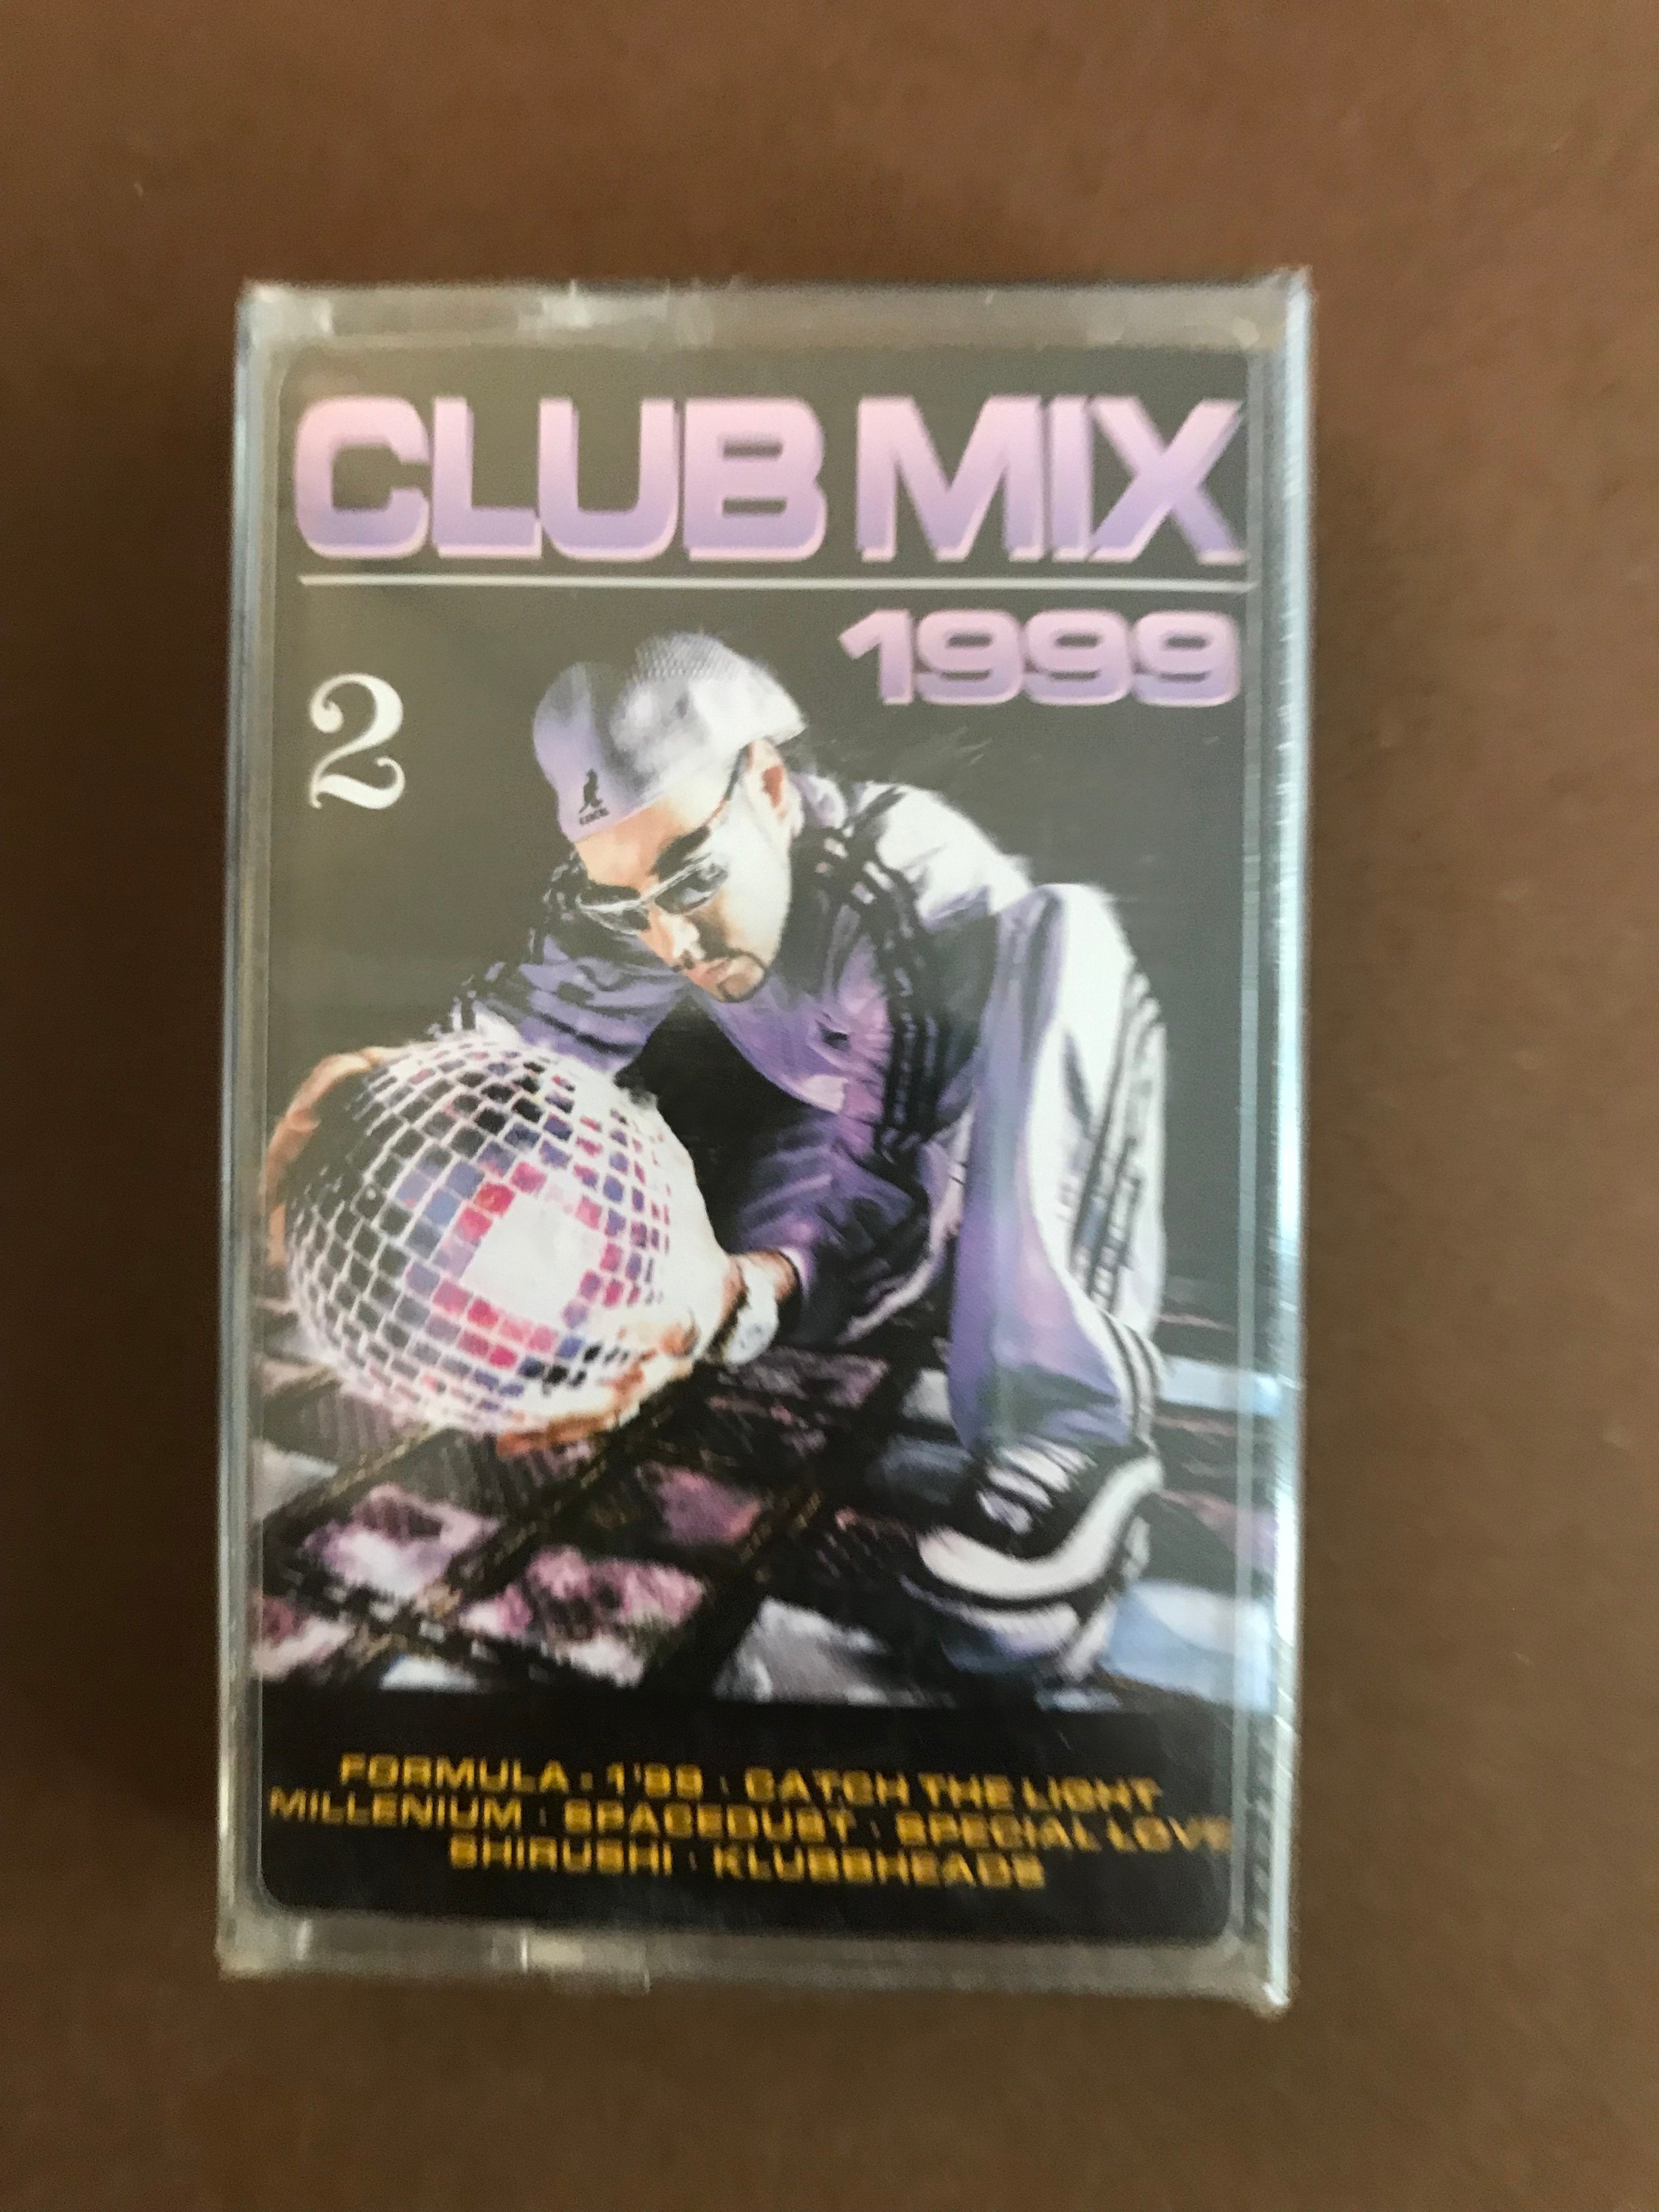 CLUB MIX
1999
2
FORMULA · 1'99 · CATCH THE LIGHT
MILLENIUM · SPACEDUST · SPECIAL LOVE
SHIRUSHI · KLUBBHEADS